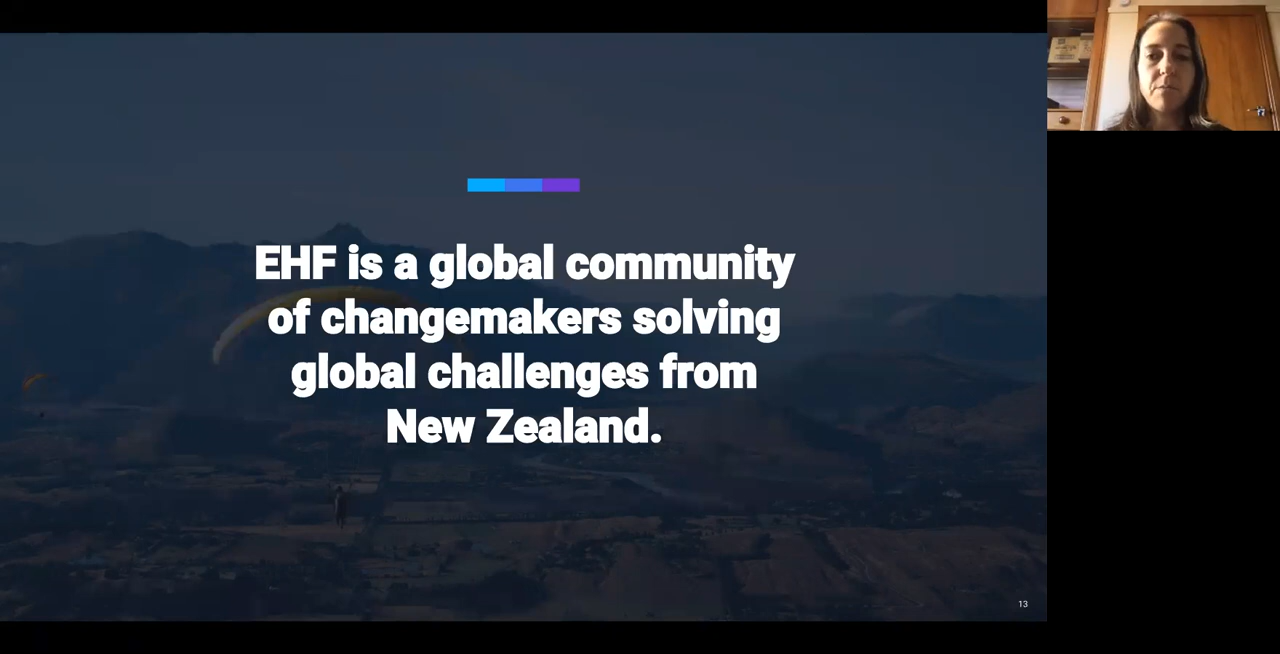 EHF is a global community
of changemakers solving
global challenges from
New Zealand.
13